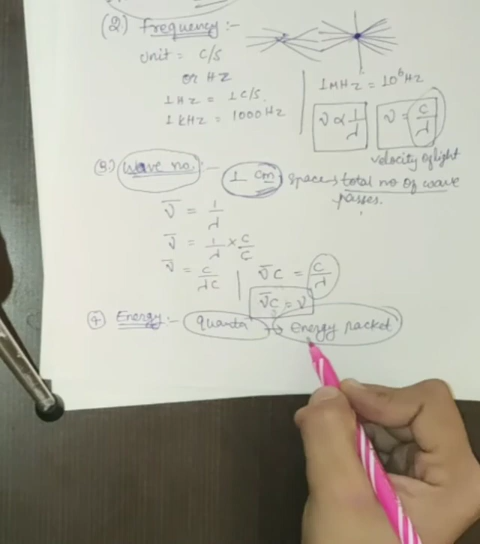 (2) frequency :-
Unit = C/S
or HZ
1 HZ = 1 C/S.
1 KHZ = 1000 HZ
1 MHZ = 10⁶ HZ
ν ∝ 1/λ
ν = C/λ
velocity of light
(3.) Wave no. :- 1 cm space total no of wave
passes.
ν̅ = 1/λ
ν̅ = 1/λ × C/C
ν̅ = C/λC
ν̅C = C/λ
ν̅C = ν
(4) Energy :- quanta → energy packet